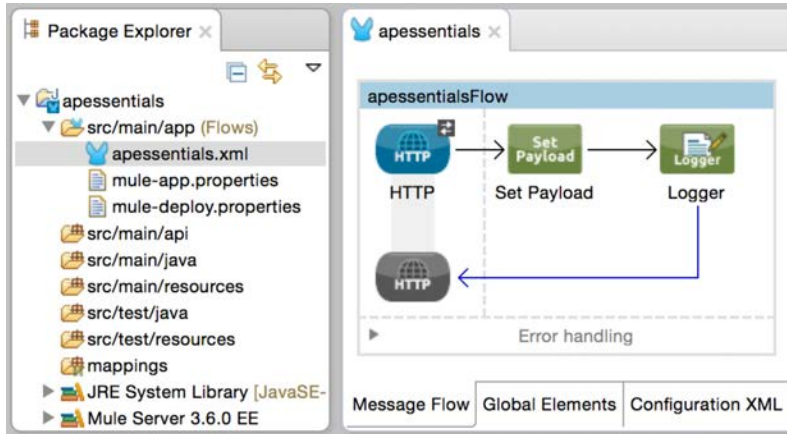 Package Explorer
apessentials
src/main/app (Flows)
apessentials.xml
mule-app.properties
mule-deploy.properties
src/main/api
src/main/java
src/main/resources
src/test/java
src/test/resources
mappings
JRE System Library [JavaSE-
Mule Server 3.6.0 EE
apessentials
apessentialsFlow
HTTP
Set Payload
Logger
HTTP
Set Payload
Logger
HTTP
Error handling
Message Flow
Global Elements
Configuration XML